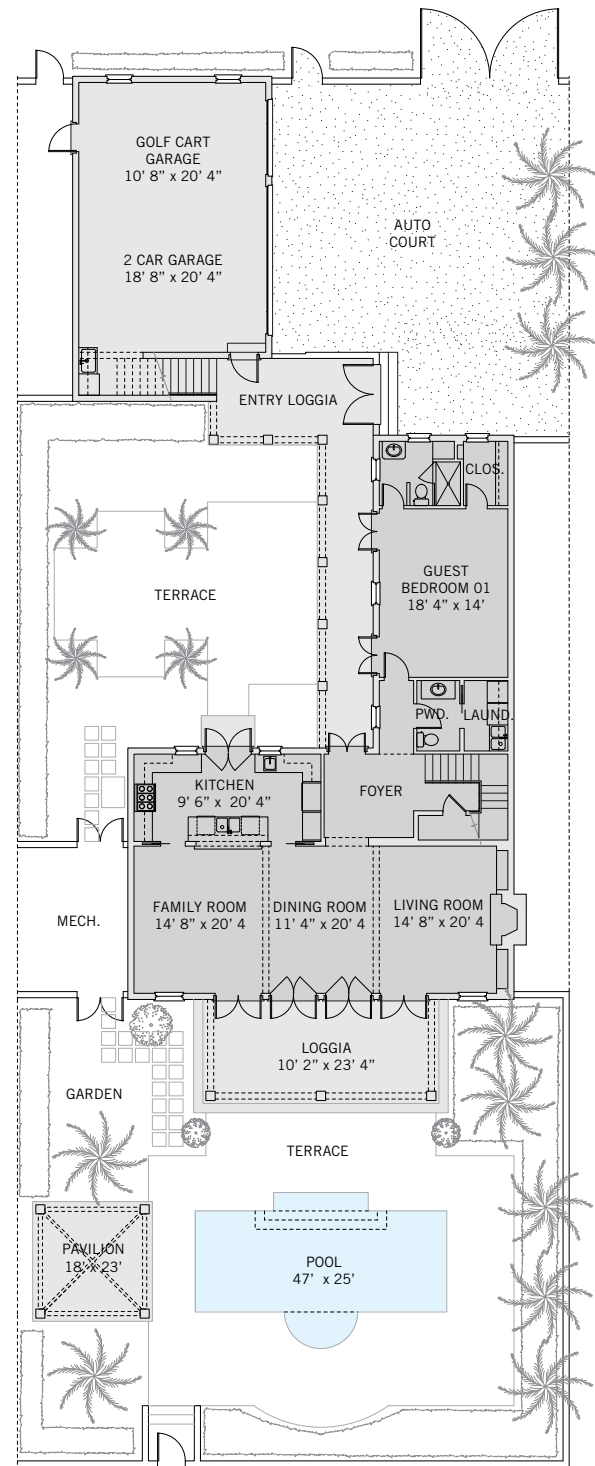 GOLF CART
GARAGE
10’ 8” x 20’ 4”
2 CAR GARAGE
18’ 8” x 20’ 4”
AUTO
COURT
ENTRY LOGGIA
CLOS.
GUEST
BEDROOM 01
18’ 4” x 14’
TERRACE
PWD.
LAUND.
KITCHEN
9’ 6” x 20’ 4”
FOYER
FAMILY ROOM
14’ 8” x 20’ 4
DINING ROOM
11’ 4” x 20’ 4
LIVING ROOM
14’ 8” x 20’ 4
MECH.
LOGGIA
10’ 2” x 23’ 4”
GARDEN
TERRACE
PAVILION
18’ x 23’
POOL
47’ x 25’